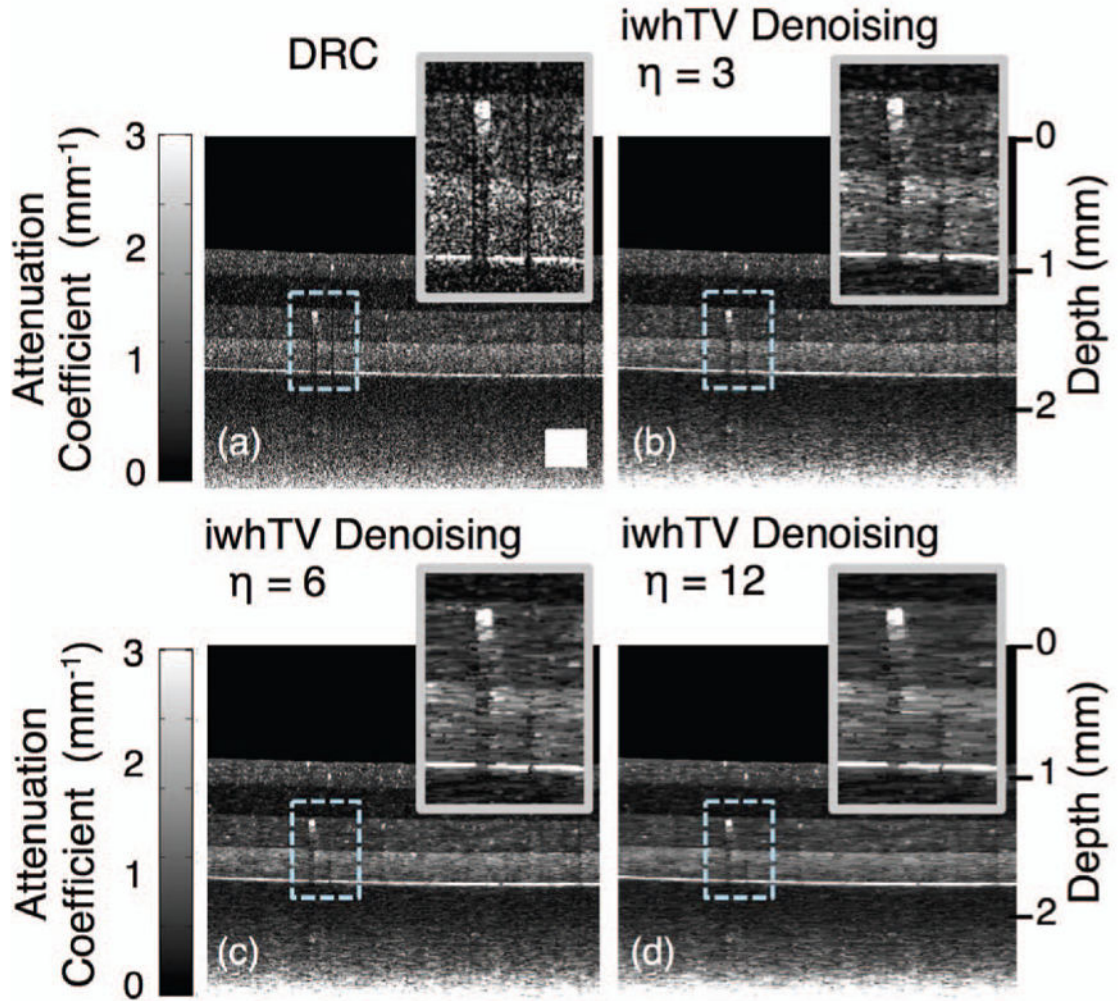 DRC
iwhTV Denoising
η = 3
3
2
1
0
Attenuation
Coefficient (mm⁻¹)
0
1
2
Depth (mm)
(a)
(b)
iwhTV Denoising
η = 6
iwhTV Denoising
η = 12
3
2
1
0
Attenuation
Coefficient (mm⁻¹)
0
1
2
Depth (mm)
(c)
(d)